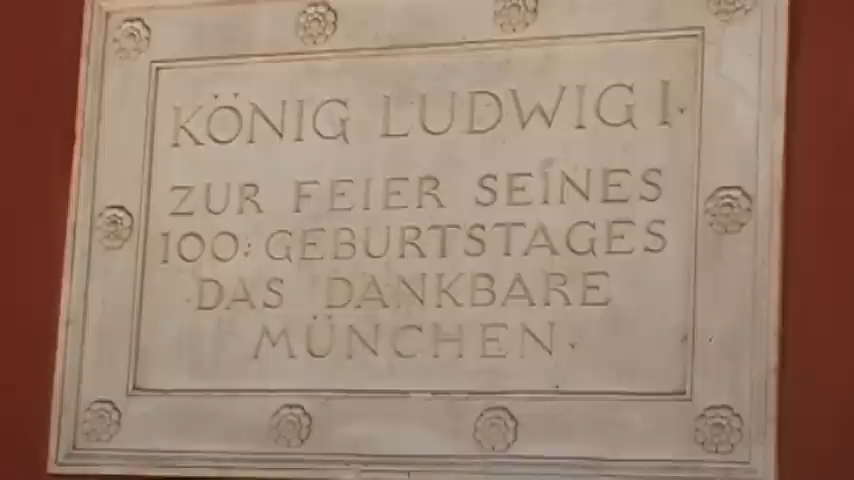 KÖNIG LUDWIG I.
ZUR FEIER SEINES
100. GEBURTSTAGES
DAS DANKBARE
MÜNCHEN.